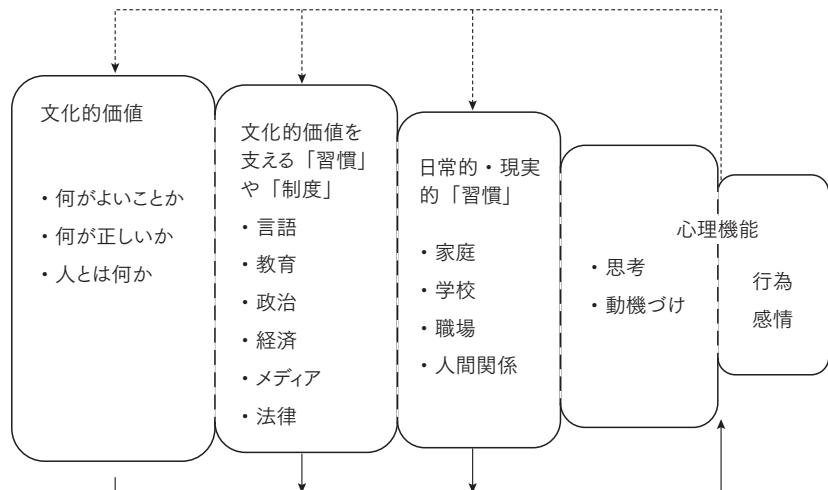 文化的価値
・何がよいことか
・何が正しいか
・人とは何か
文化的価値を
支える「習慣」
や「制度」
・言語
・教育
・政治
・経済
・メディア
・法律
日常的・現実
的「習慣」
・家庭
・学校
・職場
・人間関係
心理機能
・思考
・動機づけ
行為
感情